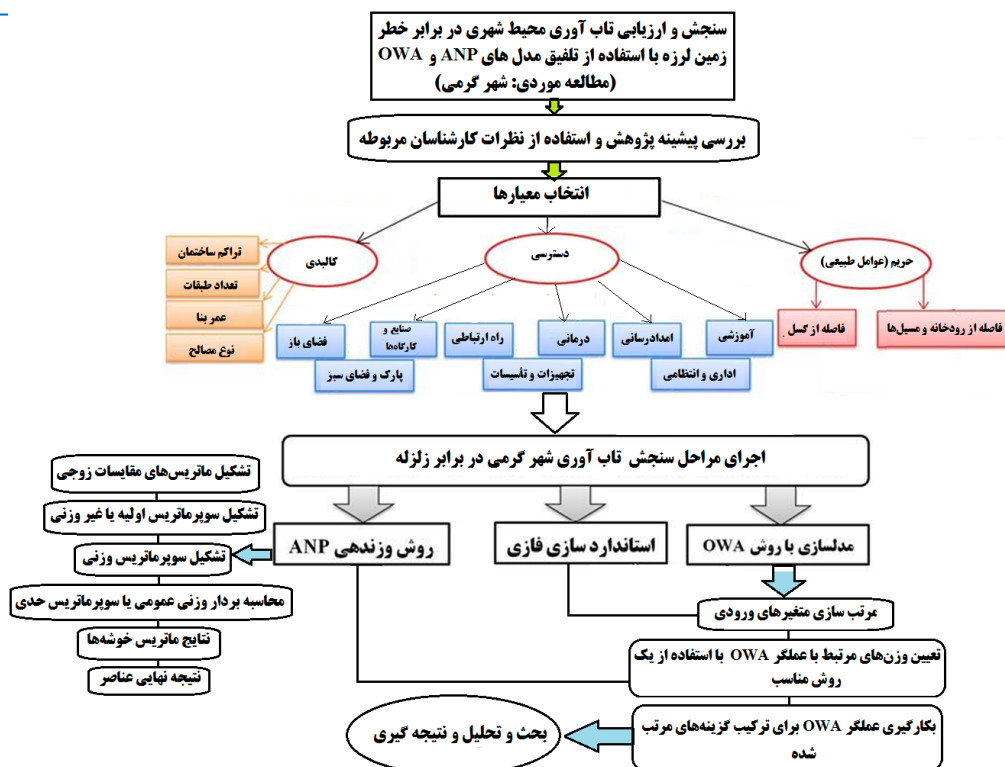 سنجش و ارزیابی تاب آوری محیط شهری در برابر خطر
زمین لرزه با استفاده از تلفیق مدل های ANP و OWA
(مطالعه موردی: شهر گرمی)
بررسی پیشینه پژوهش و استفاده از نظرات کارشناسان مربوطه
انتخاب معیارها
حریم (عوامل طبیعی)
دسترسی
کالبدی
تراکم ساختمان
تعداد طبقات
عمر بنا
نوع مصالح
فاصله از رودخانه و مسیل‌ها
فاصله از گسل
آموزشی
امدادرسانی
درمانی
راه ارتباطی
صنایع و
کارگاه‌ها
فضای باز
اداری و انتظامی
تجهیزات و تأسیسات
پارک و فضای سبز
اجرای مراحل سنجش تاب آوری شهر گرمی در برابر زلزله
مدلسازی با روش OWA
استاندارد سازی فازی
روش وزندهی ANP
تشکیل ماتریس‌های مقایسات زوجی
تشکیل سوپرماتریس اولیه یا غیر وزنی
تشکیل سوپرماتریس وزنی
محاسبه بردار وزنی عمومی یا سوپرماتریس حدی
نتایج ماتریس خوشه‌ها
نتیجه نهایی عناصر
مرتب سازی متغیرهای ورودی
تعیین وزن‌های مرتبط با عملگر OWA با استفاده از یک
روش مناسب
بکارگیری عملگر OWA برای ترکیب گزینه‌های مرتب
شده
بحث و تحلیل و نتیجه گیری